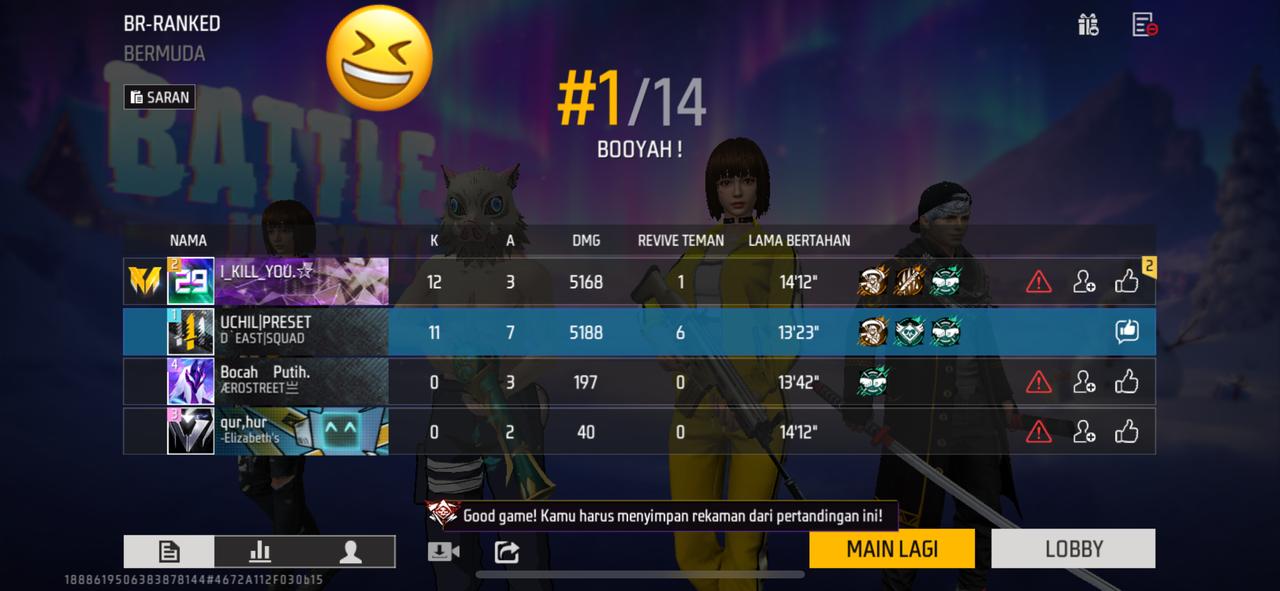 BR-RANKED
BERMUDA
SARAN
BATTLE
#1/14
BOOYAH !
NAMA K A DMG REVIVE TEMAN LAMA BERTAHAN
2 29 I_KILL_YOU.☆ 12 3 5168 1 14'12" 2
1 UCHIL|PRESET 11 7 5188 6 13'23"
D`EAST|SQUAD
4 Bocah Putih. 0 3 197 0 13'42"
ÆROSTREET
3 qur,hur 0 2 40 0 14'12"
-Elizabeth's
Good game! Kamu harus menyimpan rekaman dari pertandingan ini!
MAIN LAGI
LOBBY
1888619506383878144#4672A112F030b15